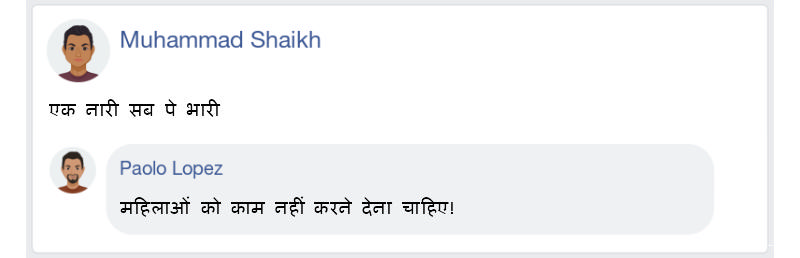 Muhammad Shaikh
एक नारी सब पे भारी
Paolo Lopez
महिलाओं को काम नहीं करने देना चाहिए!